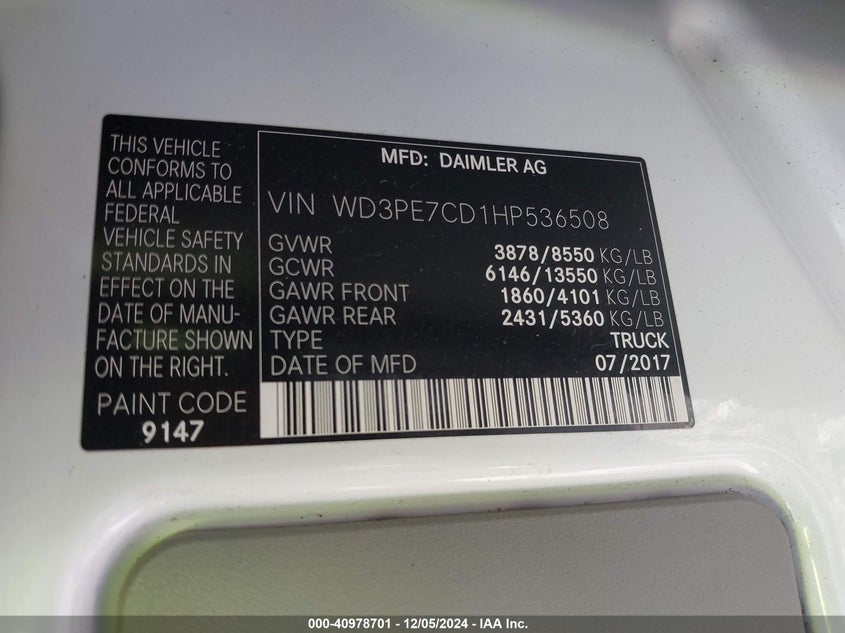 THIS VEHICLE
CONFORMS TO
ALL APPLICABLE
FEDERAL
VEHICLE SAFETY
STANDARDS IN
EFFECT ON THE
DATE OF MANU-
FACTURE SHOWN
ON THE RIGHT.
PAINT CODE
9147
MFD: DAIMLER AG
VIN WD3PE7CD1HP536508
GVWR 3878/8550 KG/LB
GCWR 6146/13550 KG/LB
GAWR FRONT 1860/4101 KG/LB
GAWR REAR 2431/5360 KG/LB
TYPE TRUCK
DATE OF MFD 07/2017
000-40978701 - 12/05/2024 - IAA Inc.